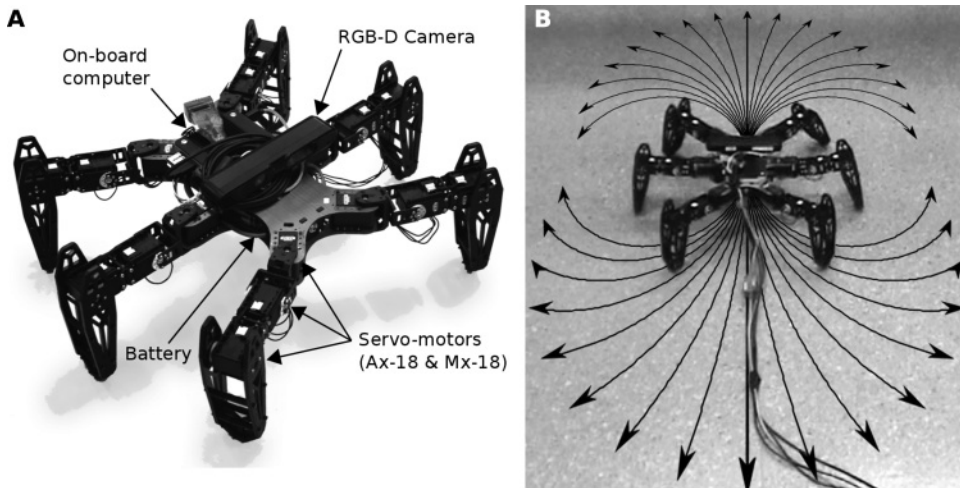 A
On-board
computer
RGB-D Camera
Battery
Servo-motors
(Ax-18 & Mx-18)
B